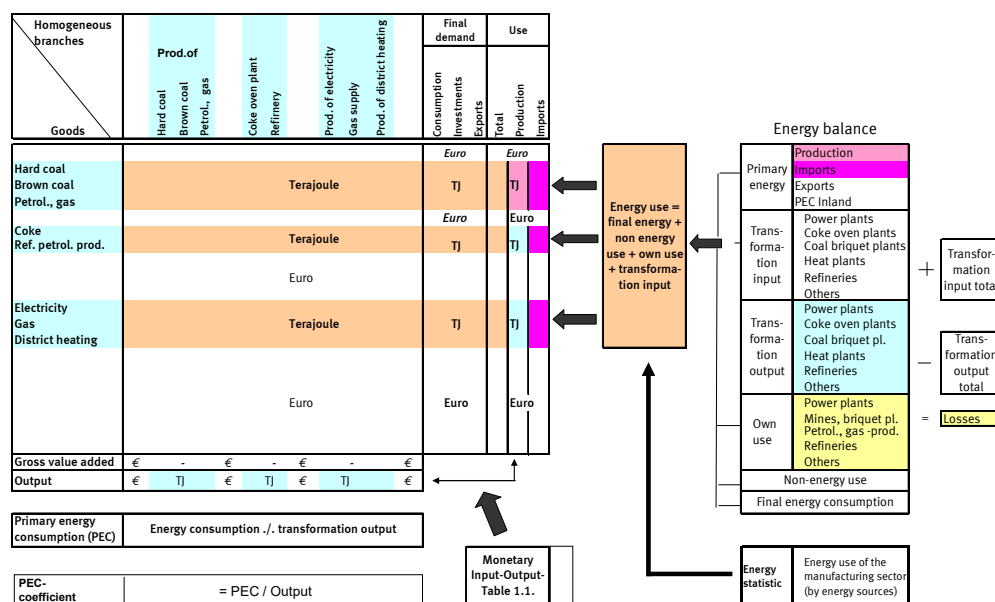 Homogeneous
branches
Goods
Prod.of
Hard coal
Brown coal
Petrol., gas
Coke oven plant
Refinery
Prod. of electricity
Gas supply
Prod. of district heating
Final
demand
Use
Consumption
Investments
Exports
Total
Production
Imports
Euro
Euro
Hard coal
Brown coal
Petrol., gas
Terajoule
TJ
TJ
Euro
Euro
Coke
Ref. petrol. prod.
Terajoule
TJ
TJ
Euro
Electricity
Gas
District heating
Terajoule
TJ
TJ
Euro
Euro
Euro
Gross value added € - € - € - €
Output € TJ € TJ € TJ €
Primary energy
consumption (PEC)
Energy consumption ./. transformation output
PEC-
coefficient
= PEC / Output
Monetary
Input-Output-
Table 1.1.
Energy use =
final energy +
non energy
use + own use
+ transforma-
tion input
Energy balance
Primary
energy
Production
Imports
Exports
PEC Inland
Trans-
forma-
tion
input
Power plants
Coke oven plants
Coal briquet plants
Heat plants
Refineries
Others
+
Transfor-
mation
input total
Trans-
forma-
tion
output
Power plants
Coke oven plants
Coal briquet pl.
Heat plants
Refineries
Others
−
Trans-
formation
output
total
Own
use
Power plants
Mines, briquet pl.
Petrol., gas -prod.
Refineries
Others
= Losses
Non-energy use
Final energy consumption
Energy
statistic
Energy use of the
manufacturing sector
(by energy sources)